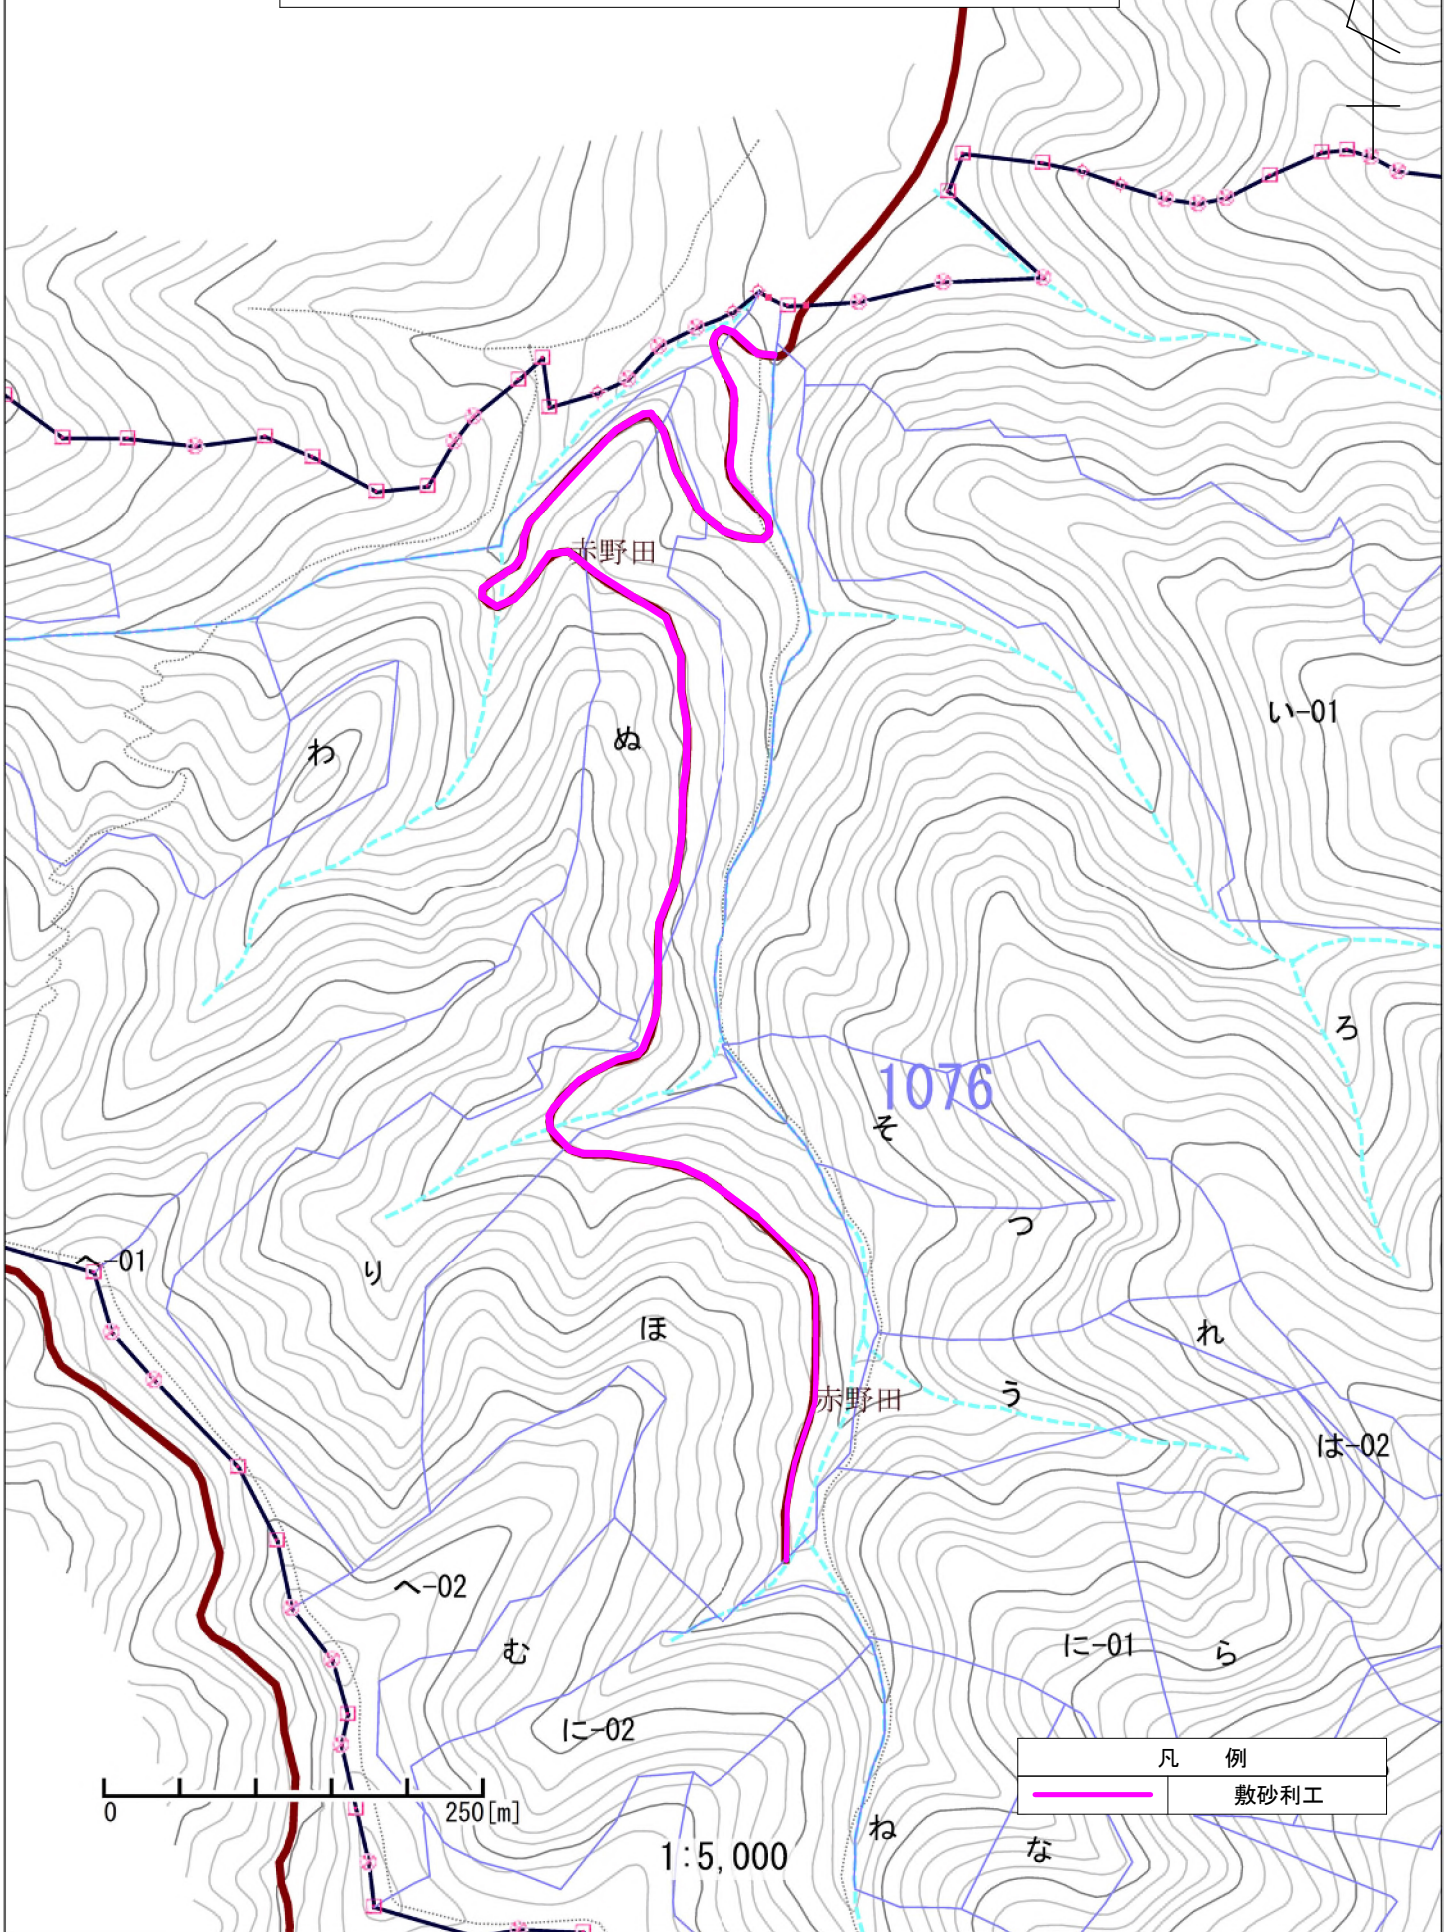 赤野田
い-01
わ
ぬ
ろ
1076
そ
つ
へ-01
り
ほ
れ
赤野田
う
は-02
へ-02
む
に-01
ら
に-02
凡 例
敷砂利工
0 250[m]
1:5,000
ね
な